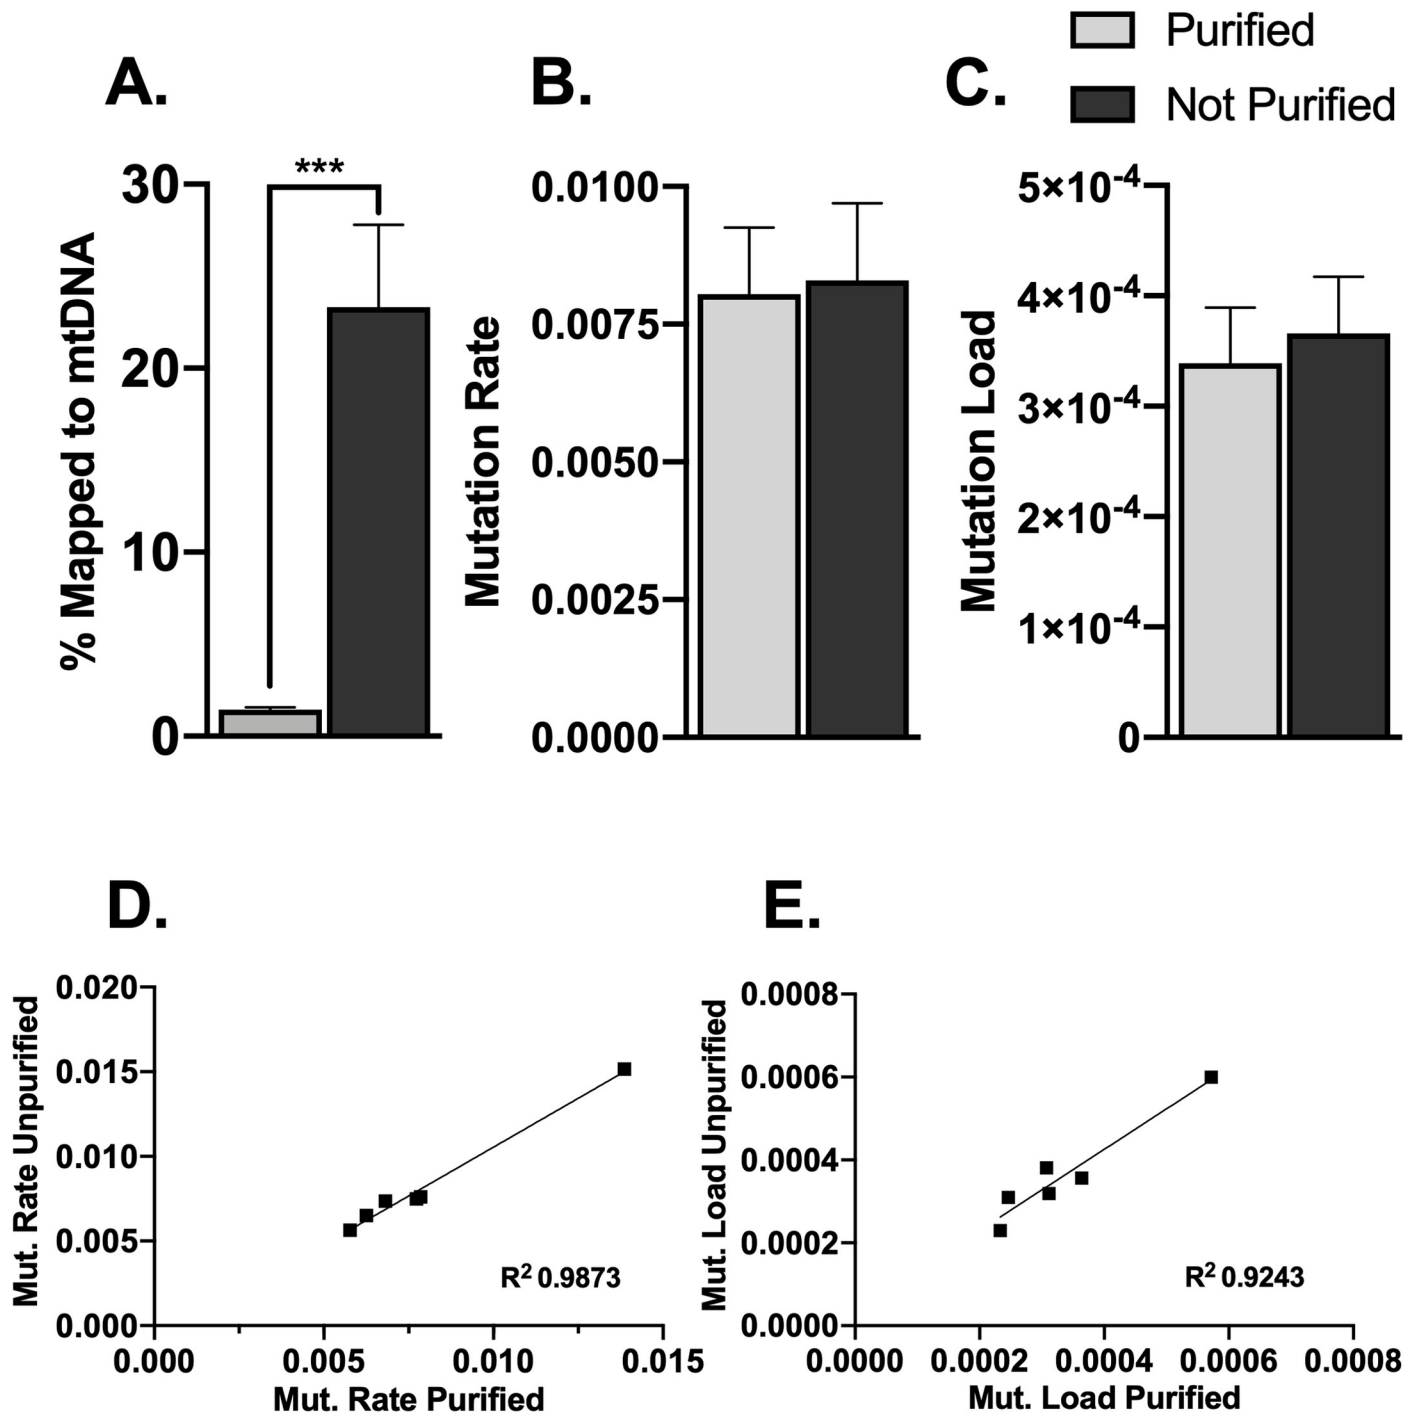 Purified
Not Purified
A.
B.
C.
***
% Mapped to mtDNA
30
20
10
0
Mutation Rate
0.0100
0.0075
0.0050
0.0025
0.0000
Mutation Load
5×10-4
4×10-4
3×10-4
2×10-4
1×10-4
0
D.
E.
Mut. Rate Unpurified
0.020
0.015
0.010
0.005
0.000
R2 0.9873
0.000 0.005 0.010 0.015
Mut. Rate Purified
Mut. Load Unpurified
0.0008
0.0006
0.0004
0.0002
0.0000
R2 0.9243
0.0000 0.0002 0.0004 0.0006 0.0008
Mut. Load Purified